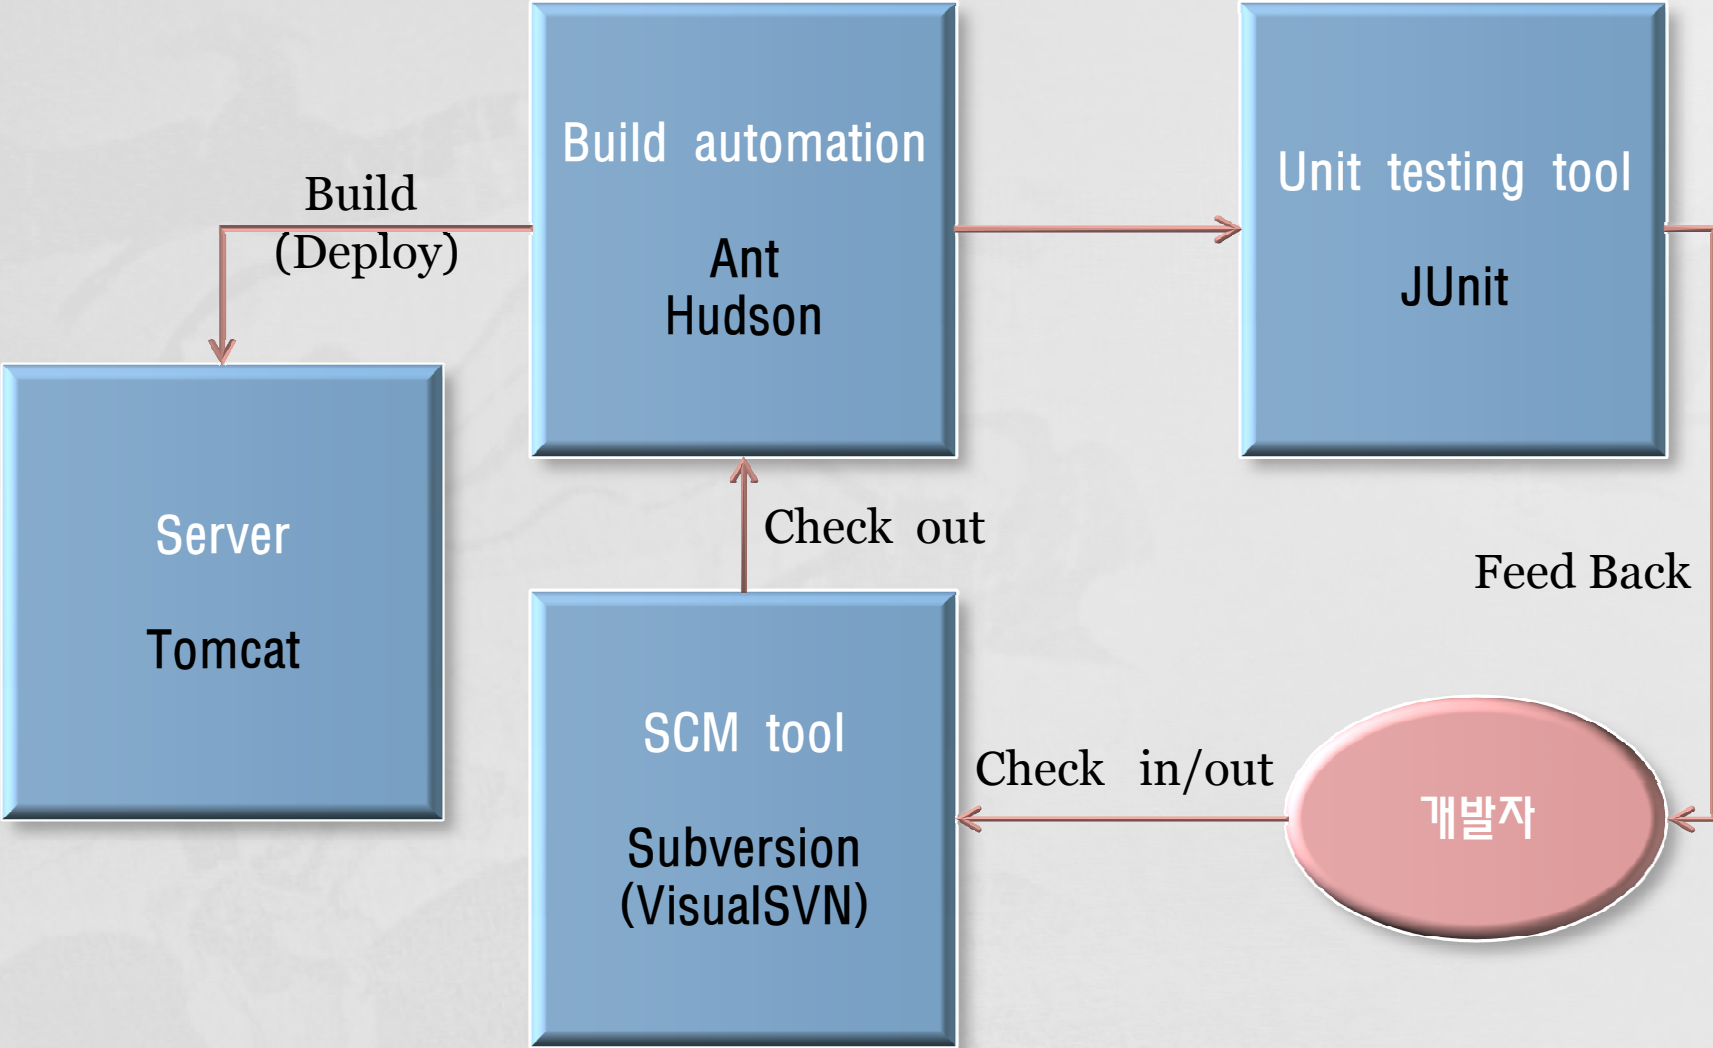 Build automation
Ant
Hudson
Unit testing tool
JUnit
Build
(Deploy)
Server
Tomcat
Check out
Feed Back
SCM tool
Subversion
(VisualSVN)
Check in/out
개발자